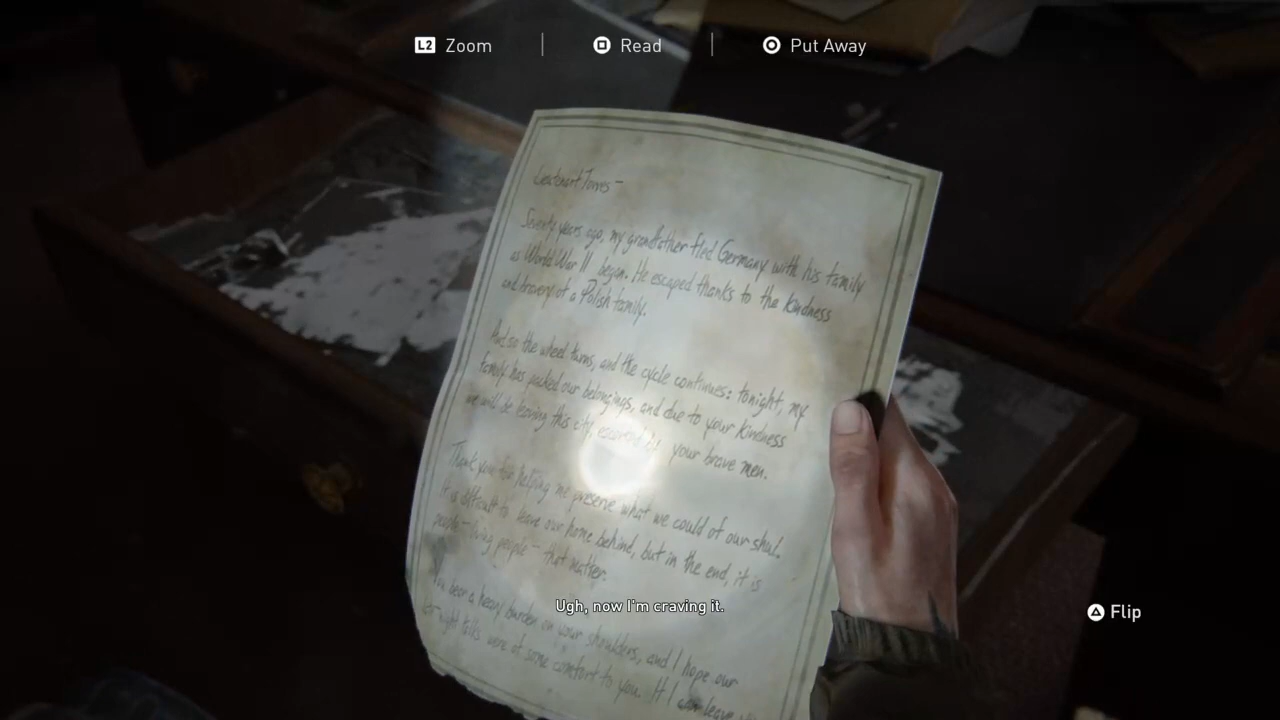 L2 Zoom | Read | Put Away
Lieutenant Torres -
Seventy years ago, my grandfather fled Germany with his family
as World War II began. He escaped thanks to the kindness
and bravery of a Polish family.
And so the wheel turns, and the cycle continues: tonight, my
family has packed our belongings, and due to your kindness
we will be leaving this city, escorted by your brave men.
Thank you for helping me preserve what we could of our shul.
It is difficult to leave our home behind, but in the end, it is
people - living people - that matter.
You bear a heavy burden on your shoulders, and I hope our
late night talks were of some comfort to you. If I can leave
Ugh, now I'm craving it.
Flip